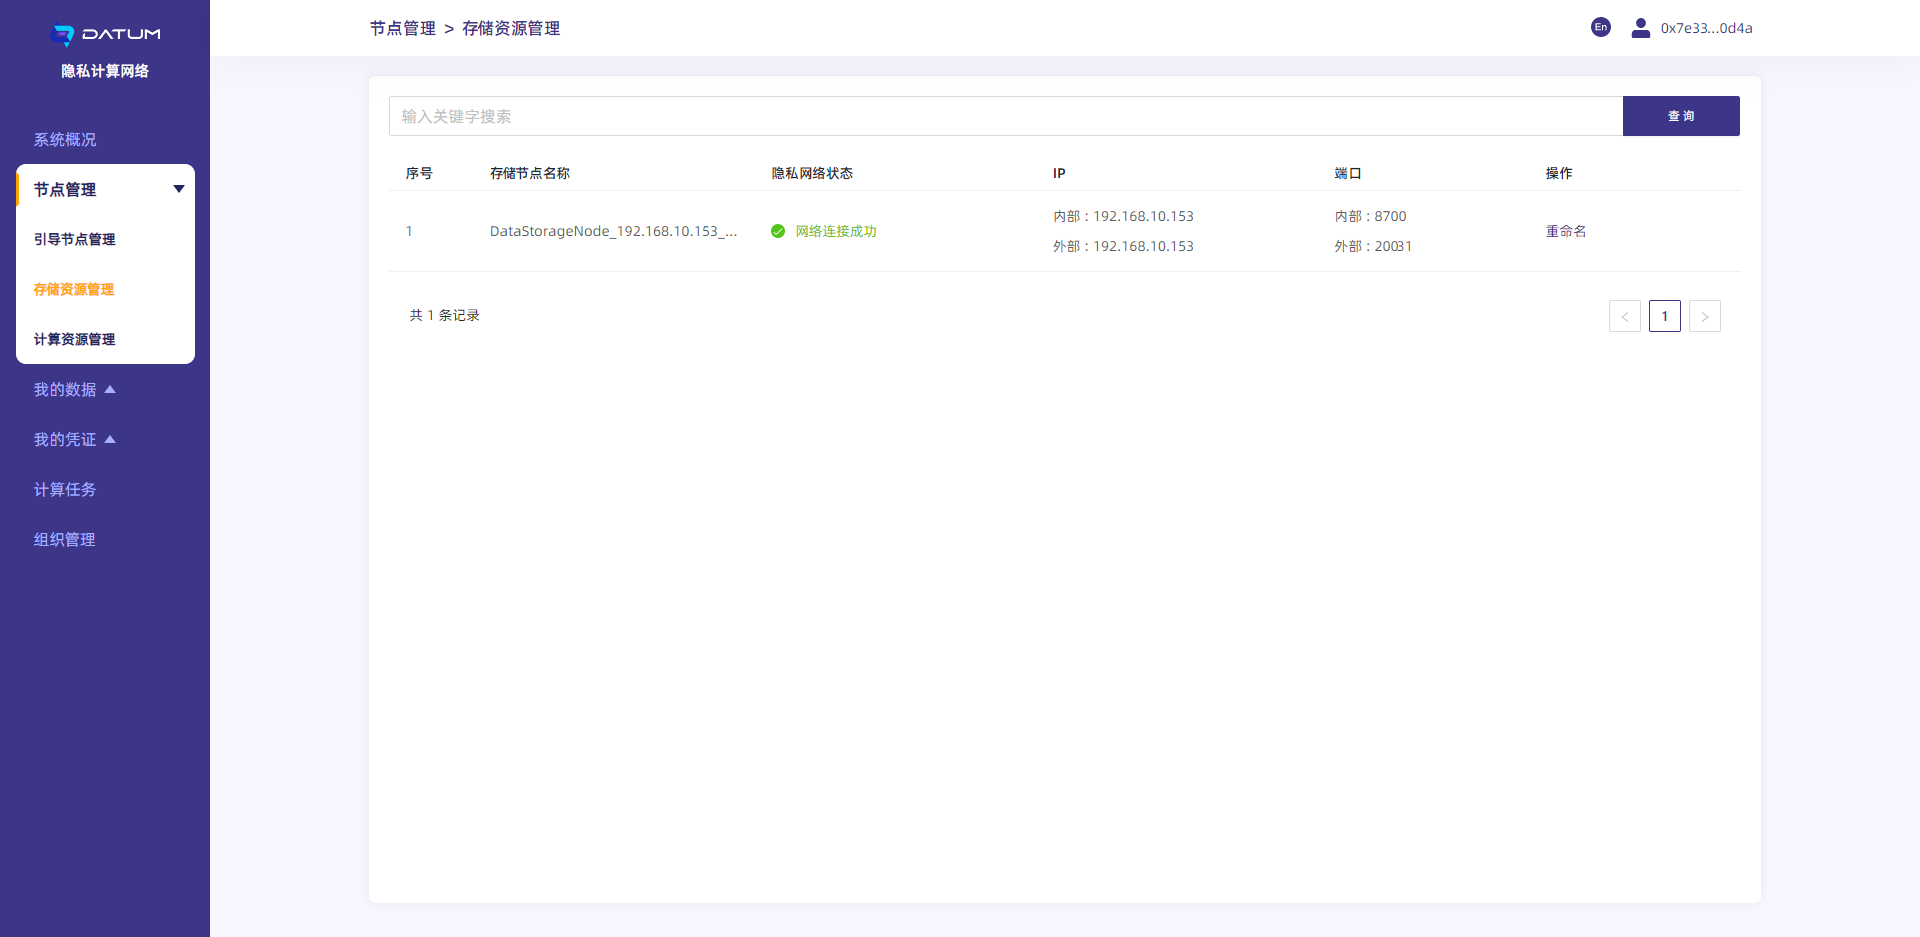 DATUM
隐私计算网络
系统概况
节点管理
引导节点管理
存储资源管理
计算资源管理
我的数据
我的凭证
计算任务
组织管理
节点管理 > 存储资源管理
En
0x7e33...0d4a
输入关键字搜索
查 询
序号 存储节点名称 隐私网络状态 IP 端口 操作
1 DataStorageNode_192.168.10.153_... 网络连接成功 内部：192.168.10.153 内部：8700 重命名
外部：192.168.10.153 外部：20031
共 1 条记录
< 1 >